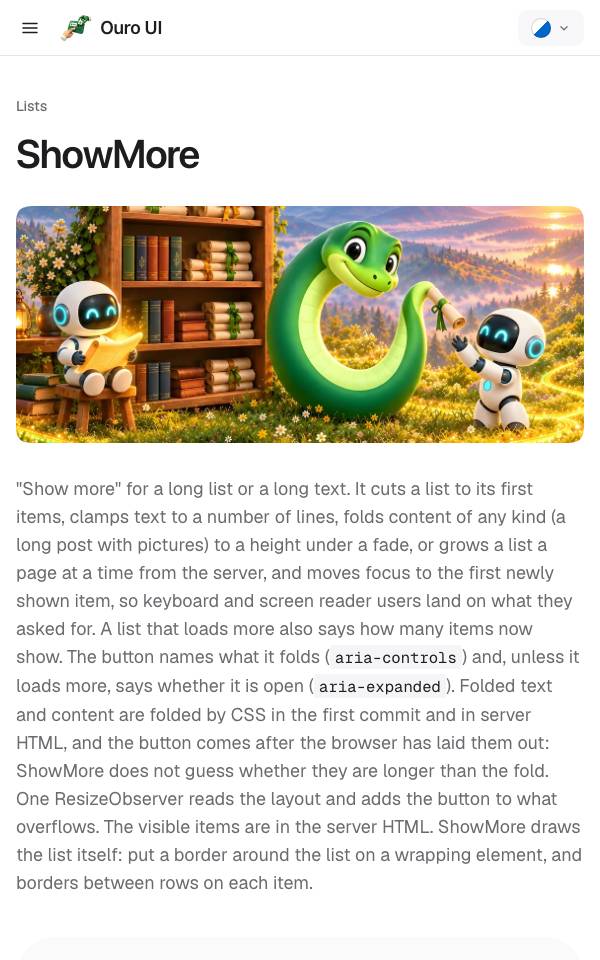 Ouro UI
Lists
ShowMore
"Show more" for a long list or a long text. It cuts a list to its first
items, clamps text to a number of lines, folds content of any kind (a
long post with pictures) to a height under a fade, or grows a list a
page at a time from the server, and moves focus to the first newly
shown item, so keyboard and screen reader users land on what they
asked for. A list that loads more also says how many items now
show. The button names what it folds (aria-controls) and, unless it
loads more, says whether it is open (aria-expanded). Folded text
and content are folded by CSS in the first commit and in server
HTML, and the button comes after the browser has laid them out:
ShowMore does not guess whether they are longer than the fold.
One ResizeObserver reads the layout and adds the button to what
overflows. The visible items are in the server HTML. ShowMore draws
the list itself: put a border around the list on a wrapping element, and
borders between rows on each item.